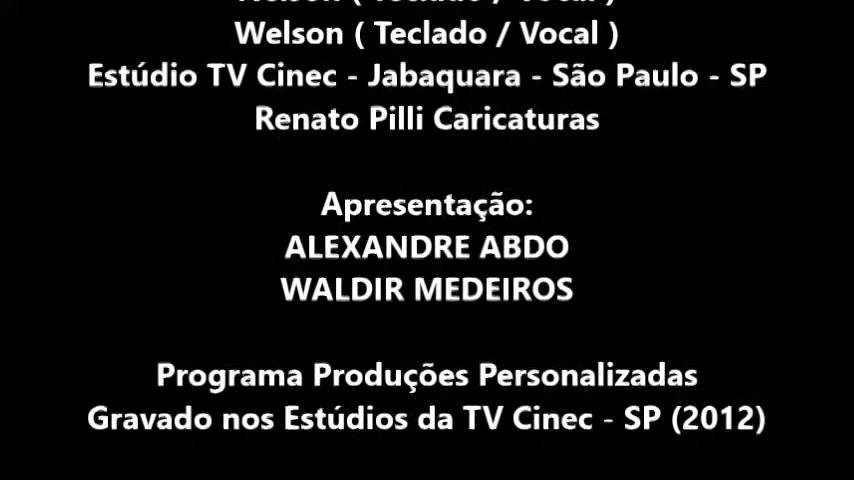 Welson ( Teclado / Vocal )
Estúdio TV Cinec - Jabaquara - São Paulo - SP
Renato Pilli Caricaturas
Apresentação:
ALEXANDRE ABDO
WALDIR MEDEIROS
Programa Produções Personalizadas
Gravado nos Estúdios da TV Cinec - SP (2012)